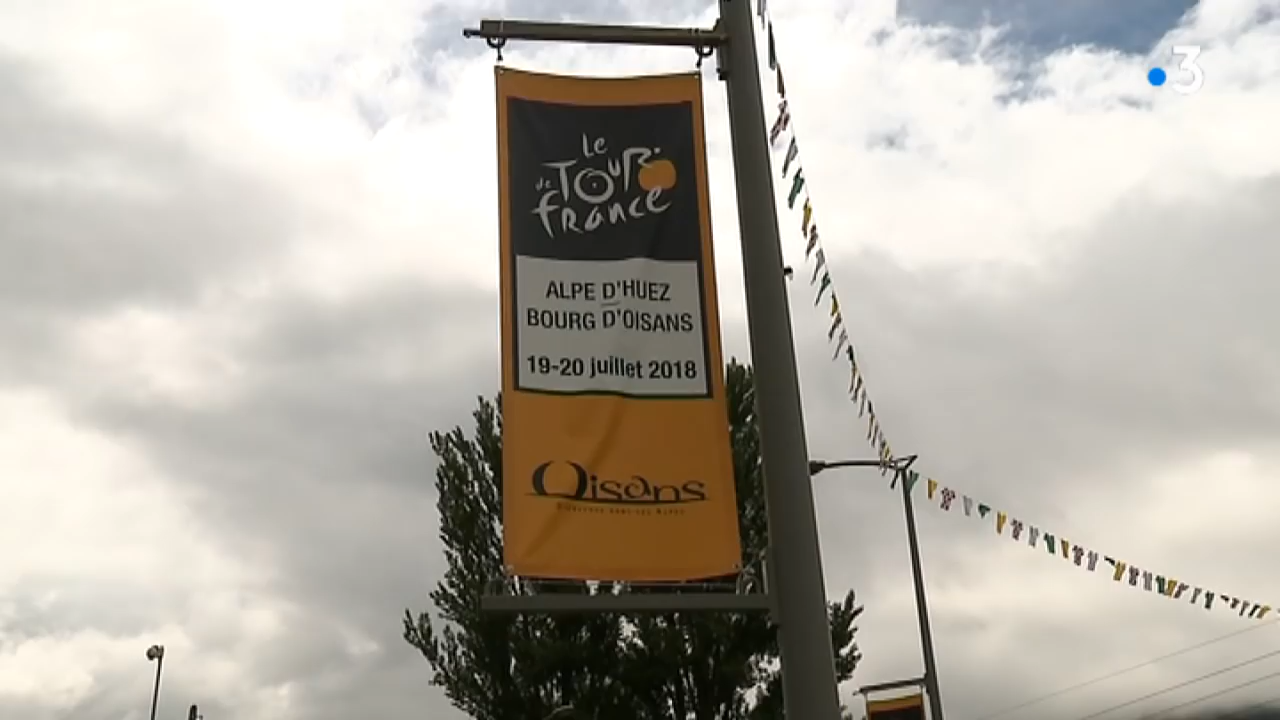 3
Le
de Tour
france
ALPE D'HUEZ
BOURG D'OISANS
19-20 juillet 2018
Oisans